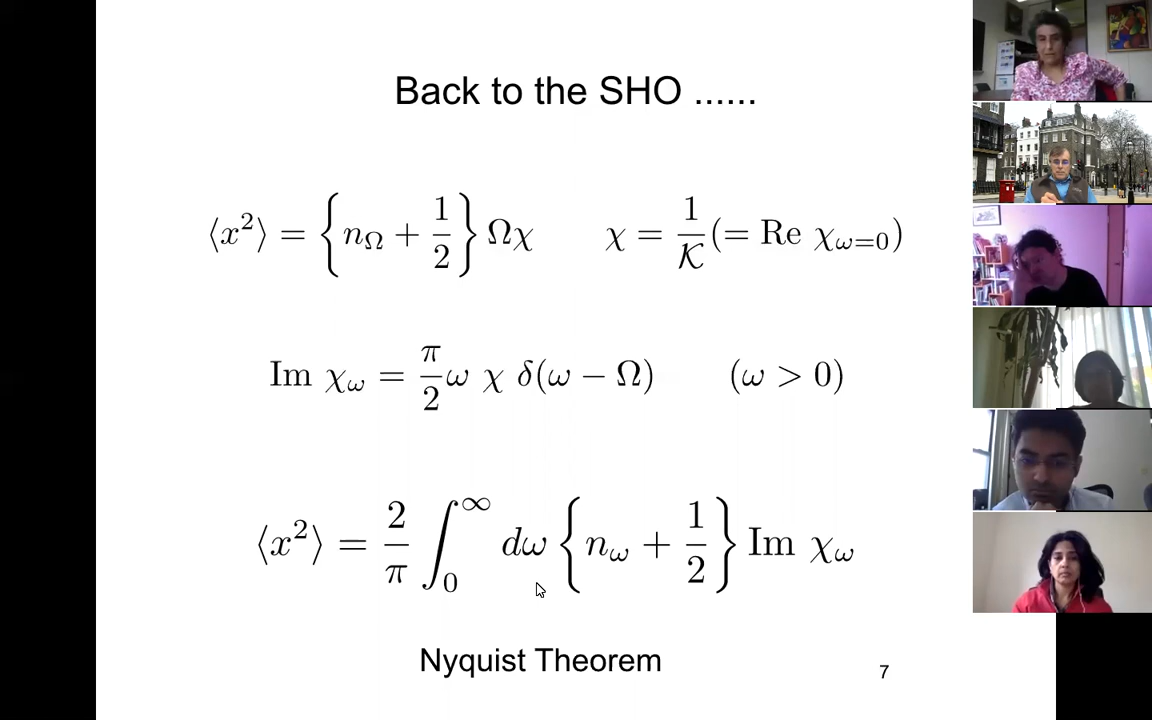 Back to the SHO ......
⟨x²⟩ = { n_Ω + 1/2 } Ωχ    χ = 1/𝒦 (= Re χ_{ω=0})
Im χ_ω = π/2 ω χ δ(ω − Ω)    (ω > 0)
⟨x²⟩ = 2/π ∫₀^∞ dω { n_ω + 1/2 } Im χ_ω
Nyquist Theorem
7